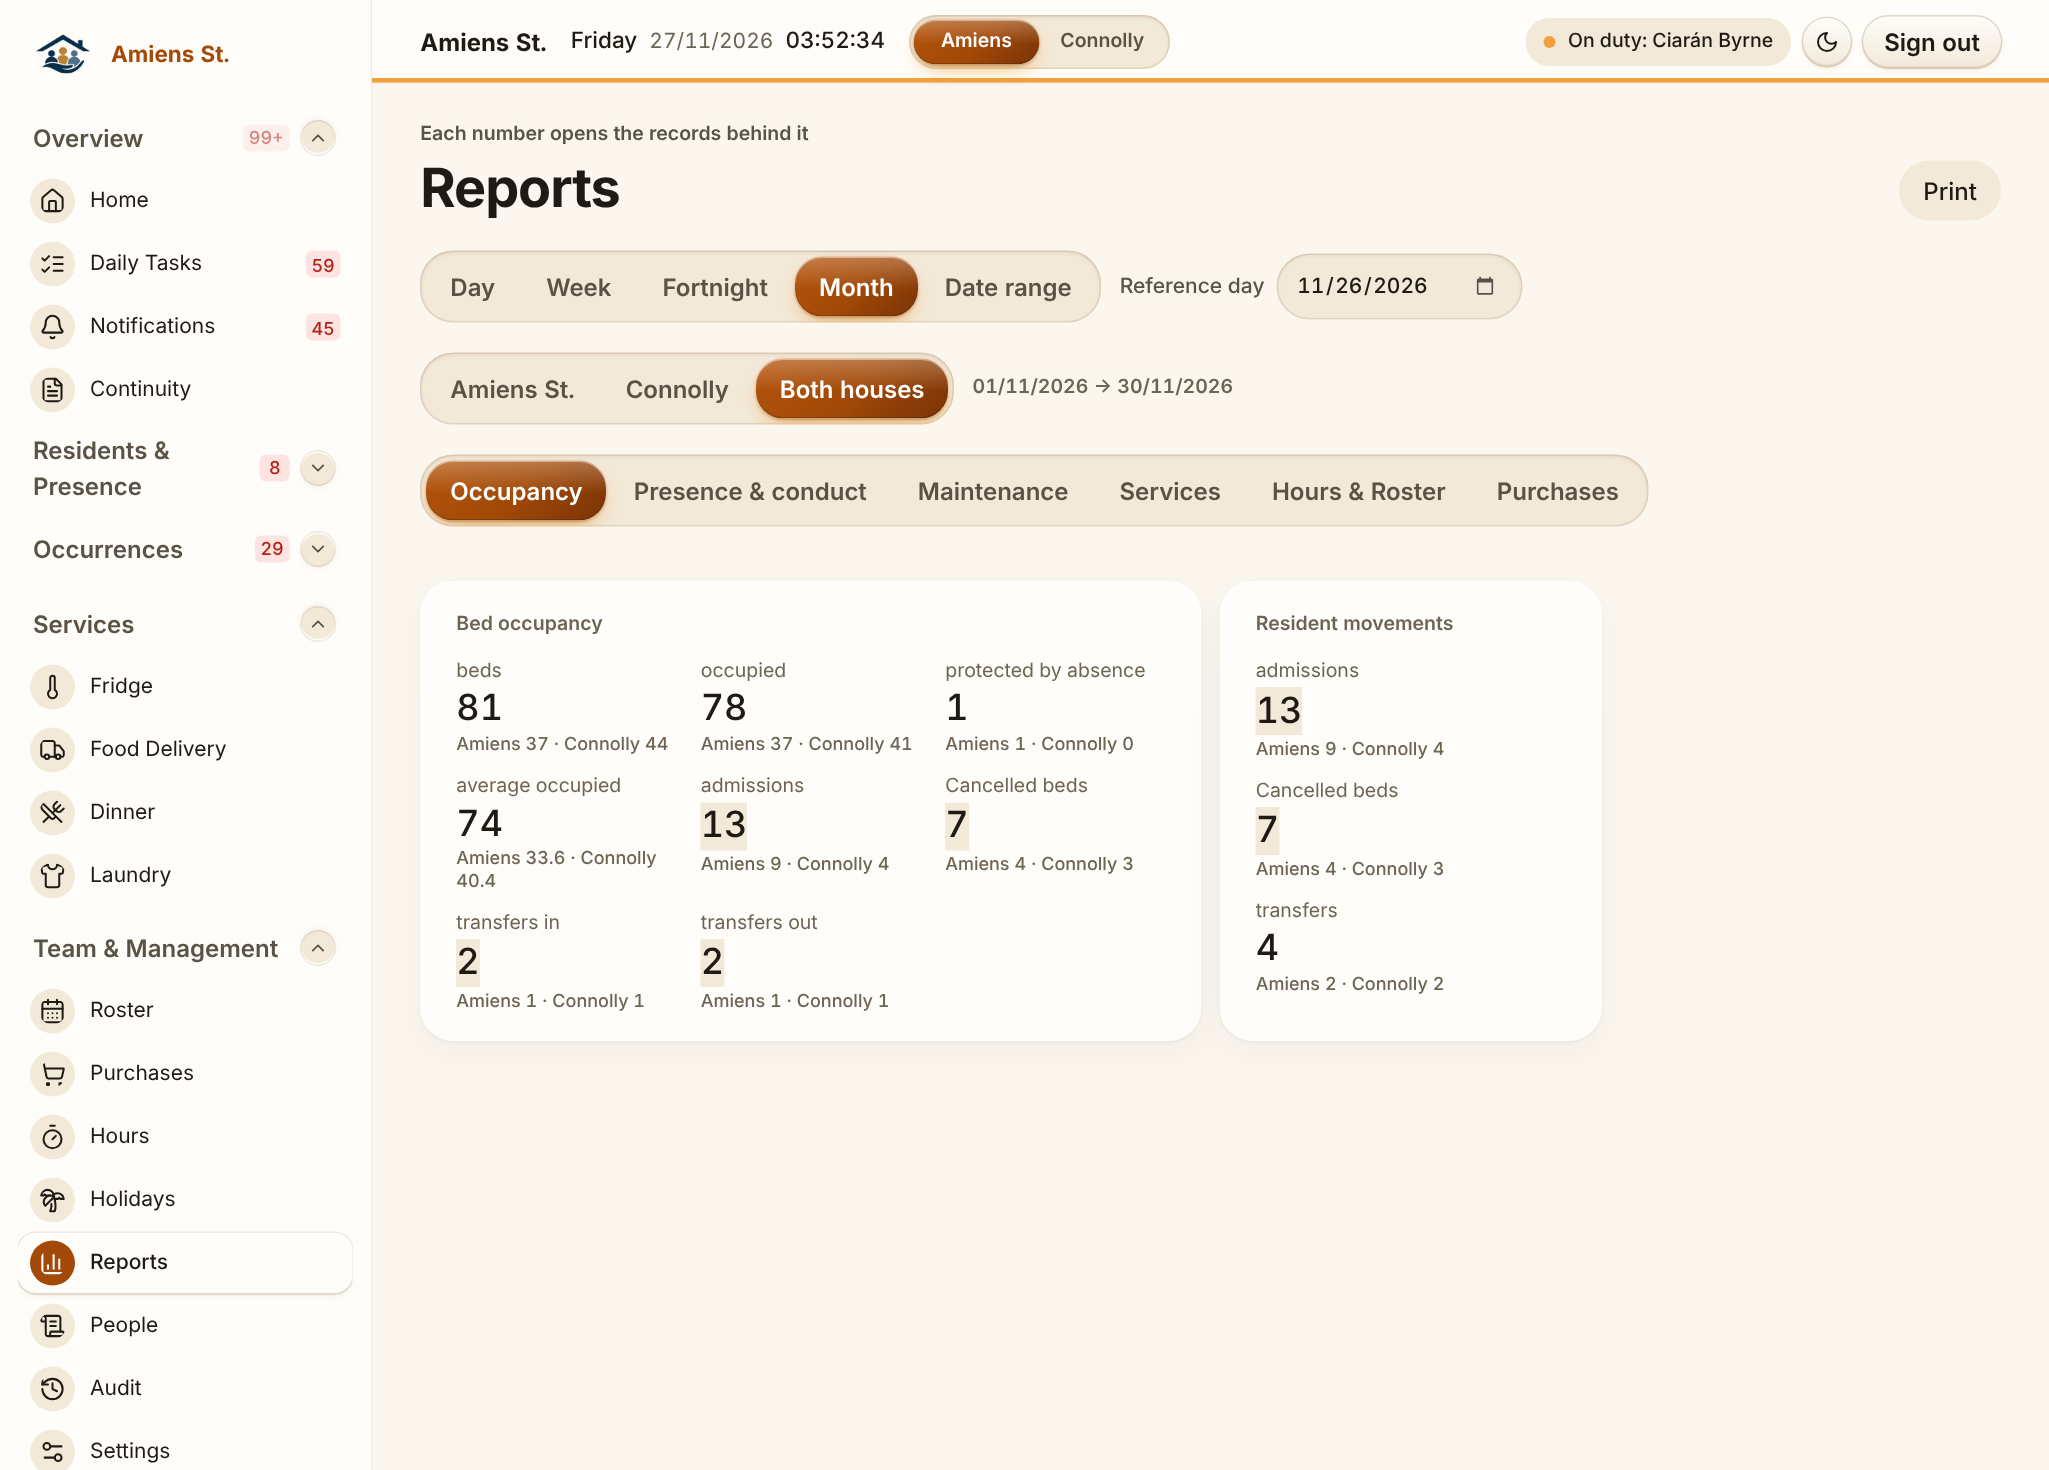 Amiens St.
Overview 99+
Home
Daily Tasks 59
Notifications 45
Continuity
Residents &
Presence 8
Occurrences 29
Services
Fridge
Food Delivery
Dinner
Laundry
Team & Management
Roster
Purchases
Hours
Holidays
Reports
People
Audit
Settings
Amiens St. Friday 27/11/2026 03:52:34 Amiens Connolly On duty: Ciarán Byrne Sign out
Each number opens the records behind it
Reports
Print
Day Week Fortnight Month Date range Reference day 11/26/2026
Amiens St. Connolly Both houses 01/11/2026 → 30/11/2026
Occupancy Presence & conduct Maintenance Services Hours & Roster Purchases
Bed occupancy
beds occupied protected by absence
81 78 1
Amiens 37 · Connolly 44 Amiens 37 · Connolly 41 Amiens 1 · Connolly 0
average occupied admissions Cancelled beds
74 13 7
Amiens 33.6 · Connolly
40.4
Amiens 9 · Connolly 4 Amiens 4 · Connolly 3
transfers in transfers out
2 2
Amiens 1 · Connolly 1 Amiens 1 · Connolly 1
Resident movements
admissions
13
Amiens 9 · Connolly 4
Cancelled beds
7
Amiens 4 · Connolly 3
transfers
4
Amiens 2 · Connolly 2